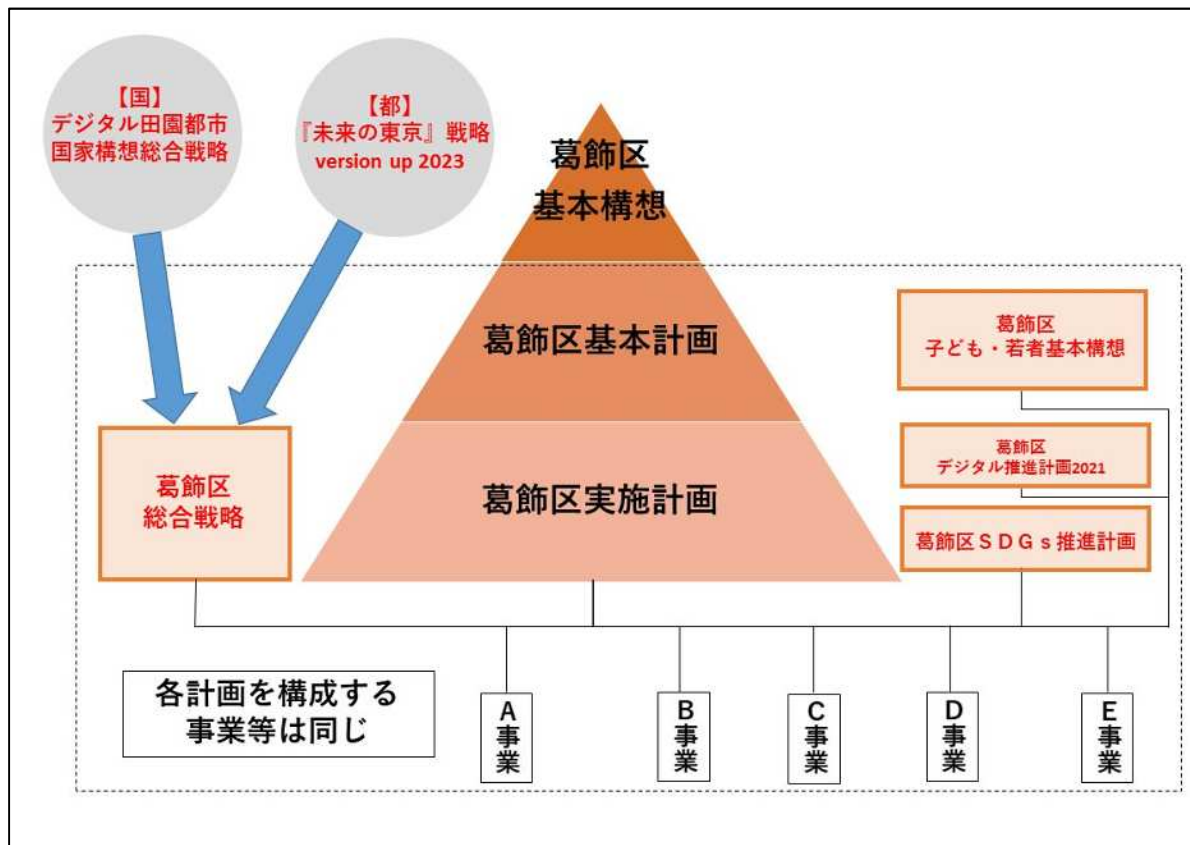 【国】
デジタル田園都市
国家構想総合戦略
【都】
『未来の東京』戦略
version up 2023
葛飾区
基本構想
葛飾区基本計画
葛飾区実施計画
葛飾区
総合戦略
葛飾区
子ども・若者基本構想
葛飾区
デジタル推進計画2021
葛飾区ＳＤＧｓ推進計画
各計画を構成する
事業等は同じ
Ａ事業
Ｂ事業
Ｃ事業
Ｄ事業
Ｅ事業